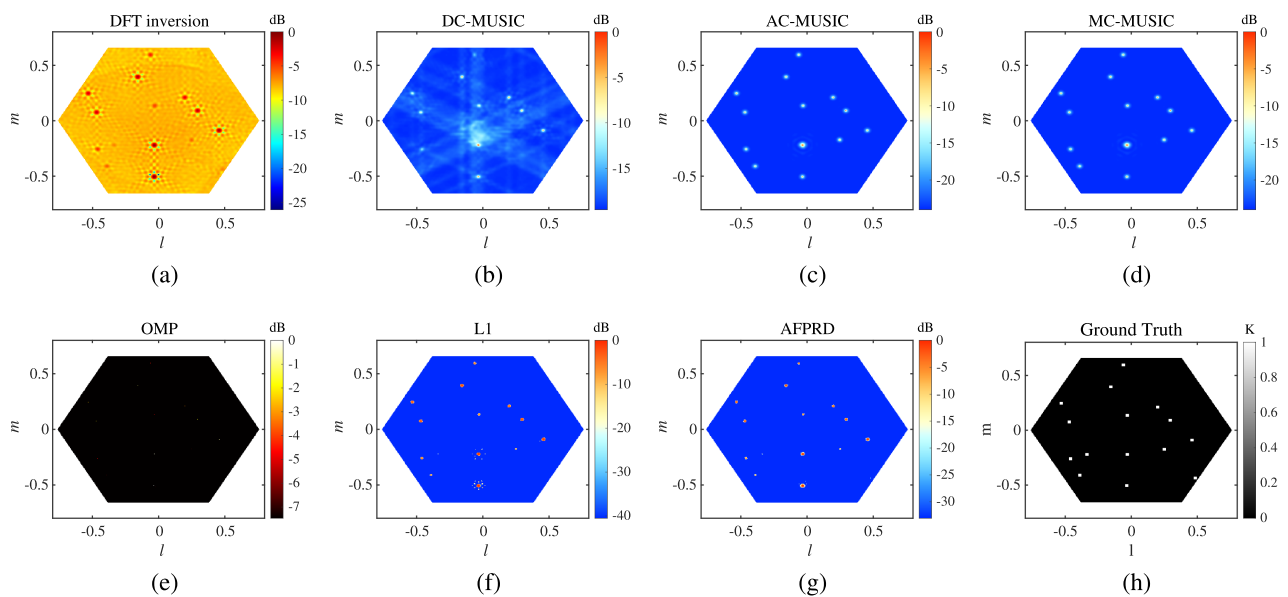 DFT inversion
dB
DC-MUSIC
dB
AC-MUSIC
dB
MC-MUSIC
dB
0.5
0
-0.5
m
-0.5
0
0.5
l
0
-5
-10
-15
-20
-25
(a)
0.5
0
-0.5
m
-0.5
0
0.5
l
0
-5
-10
-15
(b)
0.5
0
-0.5
m
-0.5
0
0.5
l
0
-5
-10
-15
-20
(c)
0.5
0
-0.5
m
-0.5
0
0.5
l
0
-5
-10
-15
-20
(d)
OMP
dB
L1
dB
AFPRD
dB
Ground Truth
K
0.5
0
-0.5
m
-0.5
0
0.5
l
0
-1
-2
-3
-4
-5
-6
-7
(e)
0.5
0
-0.5
m
-0.5
0
0.5
l
0
-10
-20
-30
-40
(f)
0.5
0
-0.5
m
-0.5
0
0.5
l
0
-5
-10
-15
-20
-25
-30
(g)
0.5
0
-0.5
m
-0.5
0
0.5
l
1
0.8
0.6
0.4
0.2
0
(h)